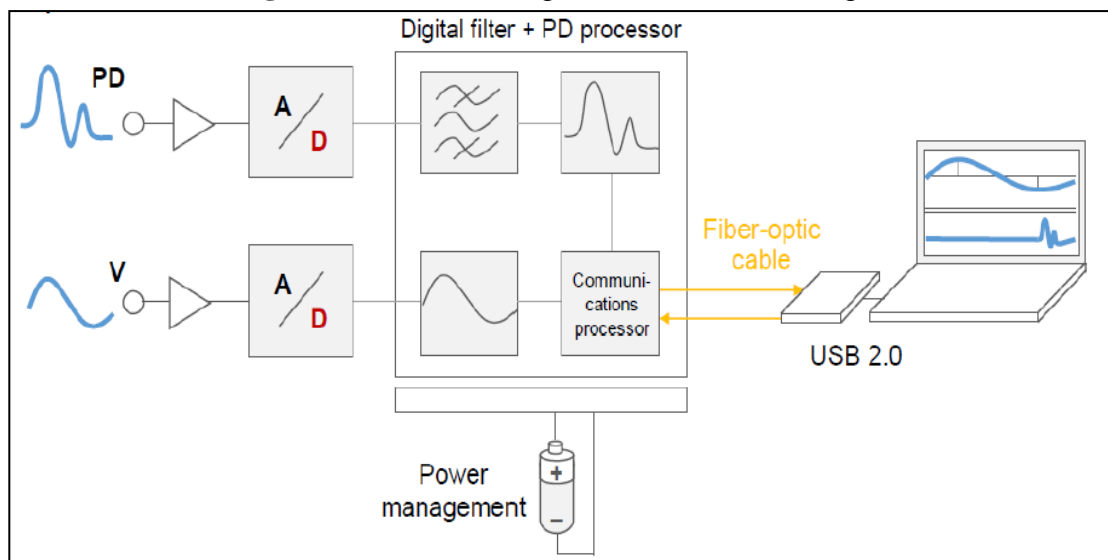 Digital filter + PD processor
PD
A
D
V
A
D
Communi-
cations
processor
Fiber-optic
cable
USB 2.0
Power
management
+
−